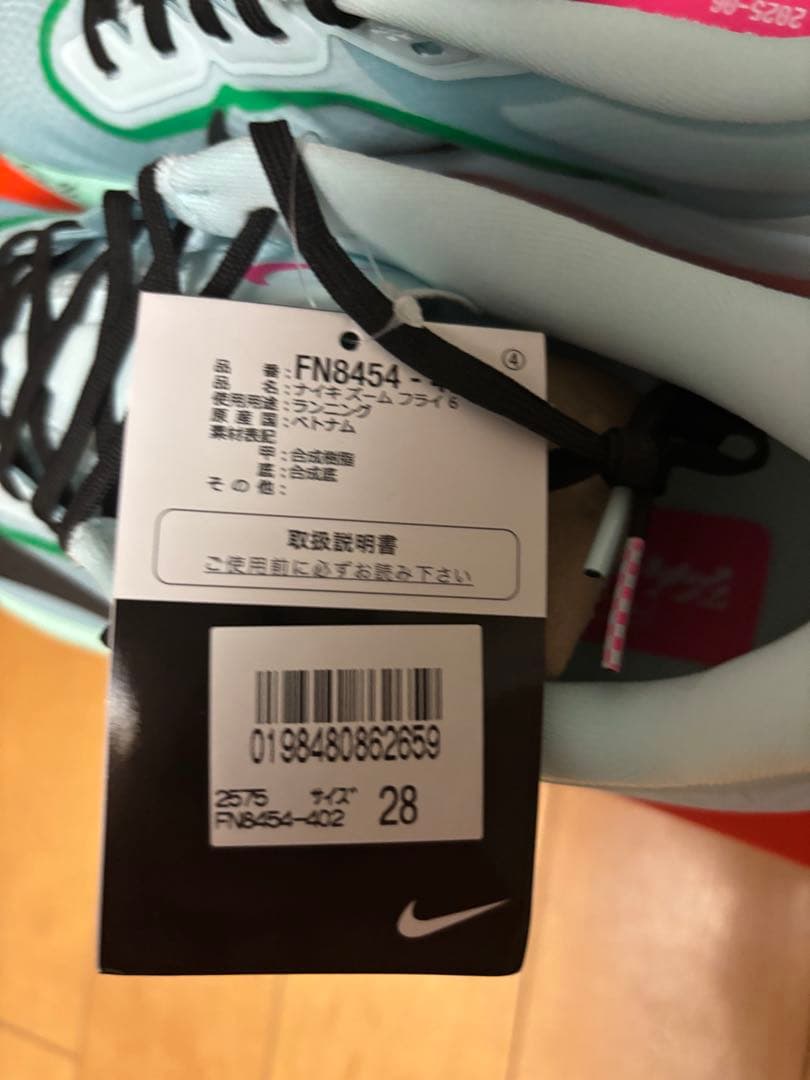 2025-06
④
品 番:FN8454-4
品 名:ナイキ ズーム フライ 6
使用用途:ランニング
原産国:ベトナム
素材表記
甲:合成樹脂
底:合成底
その他:
取扱説明書
ご使用前に必ずお読み下さい
0198480862659
2575 サイズ 28
FN8454-402